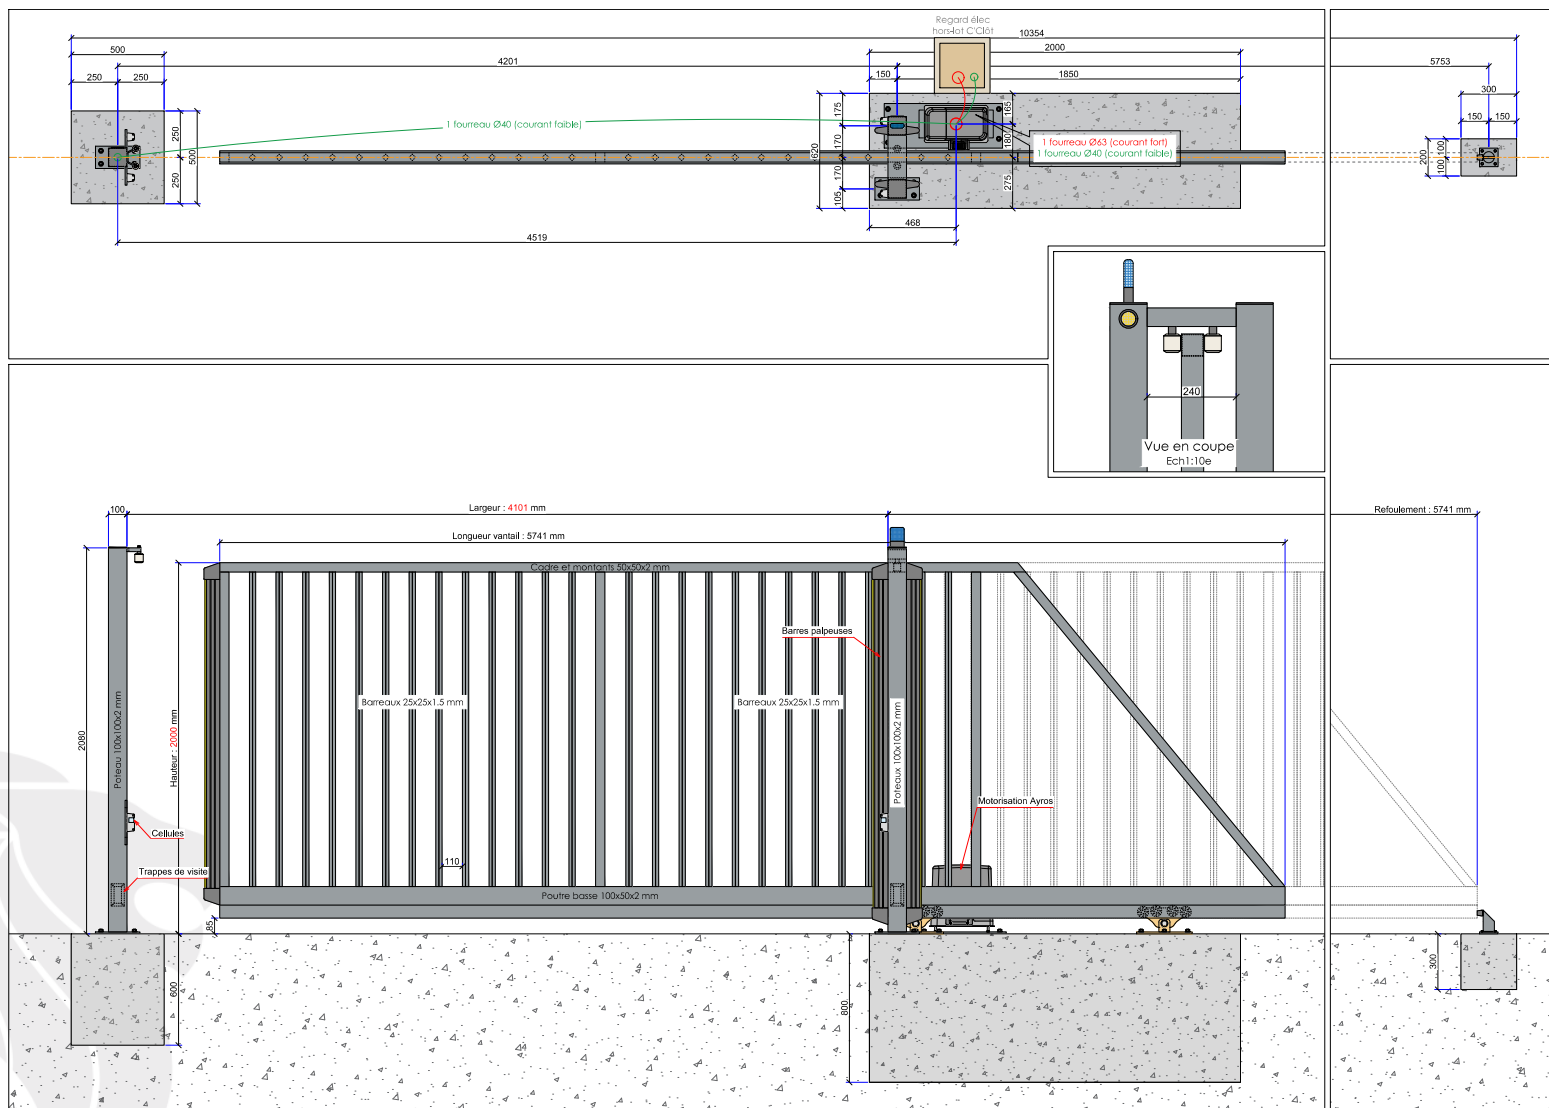 Regard élec
hors-lot C'Clôt
10354
500
2000
4201
5753
250
250
150
1850
300
150
150
175
165
250
500
250
1 fourreau Ø40 (courant faible)
620
170
170
105
180
275
1 fourreau Ø63 (courant fort)
1 fourreau Ø40 (courant faible)
200
100
100
468
4519
240
Vue en coupe
Ech1:10e
100
Largeur : 4101 mm
Refoulement : 5741 mm
Longueur vantail : 5741 mm
Cadre et montants 50x50x2 mm
2080
Hauteur : 2000 mm
Poteau 100x100x2 mm
Barres palpeuses
Barreaux 25x25x1.5 mm
Barreaux 25x25x1.5 mm
Poteaux 100x100x2 mm
Motorisation Ayros
Cellules
Trappes de visite
110
Poutre basse 100x50x2 mm
85
600
800
300